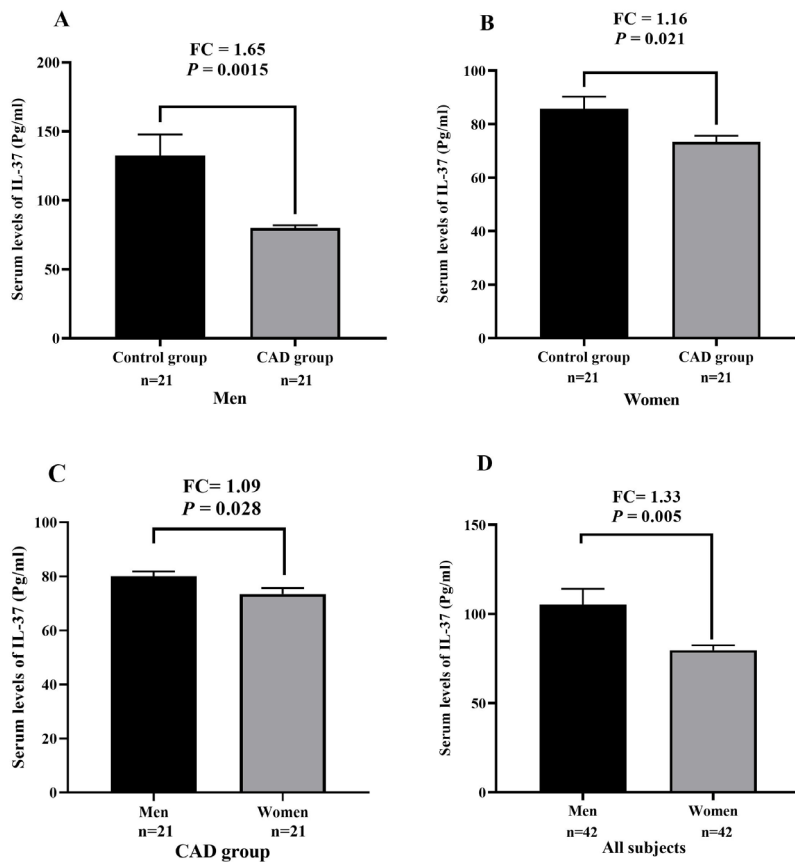 A
FC = 1.65
P = 0.0015
Serum levels of IL-37 (Pg/ml)
200
150
100
50
0
Control group
CAD group
n=21
n=21
Men
B
FC = 1.16
P = 0.021
Serum levels of IL-37 (Pg/ml)
100
80
60
40
20
0
Control group
CAD group
n=21
n=21
Women
C
FC= 1.09
P = 0.028
Serum levels of IL-37 (Pg/ml)
100
80
60
40
20
0
Men
Women
n=21
n=21
CAD group
D
FC= 1.33
P = 0.005
Serum levels of IL-37 (Pg/ml)
150
100
50
0
Men
Women
n=42
n=42
All subjects